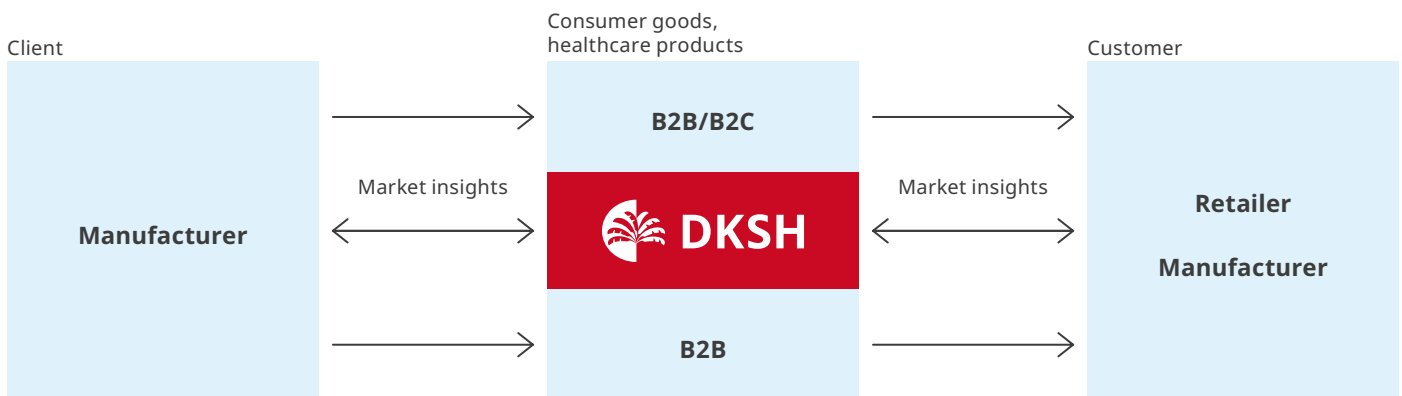 Client
Consumer goods,
healthcare products
Customer
B2B/B2C
Market insights
Market insights
Manufacturer
DKSH
Retailer
Manufacturer
B2B